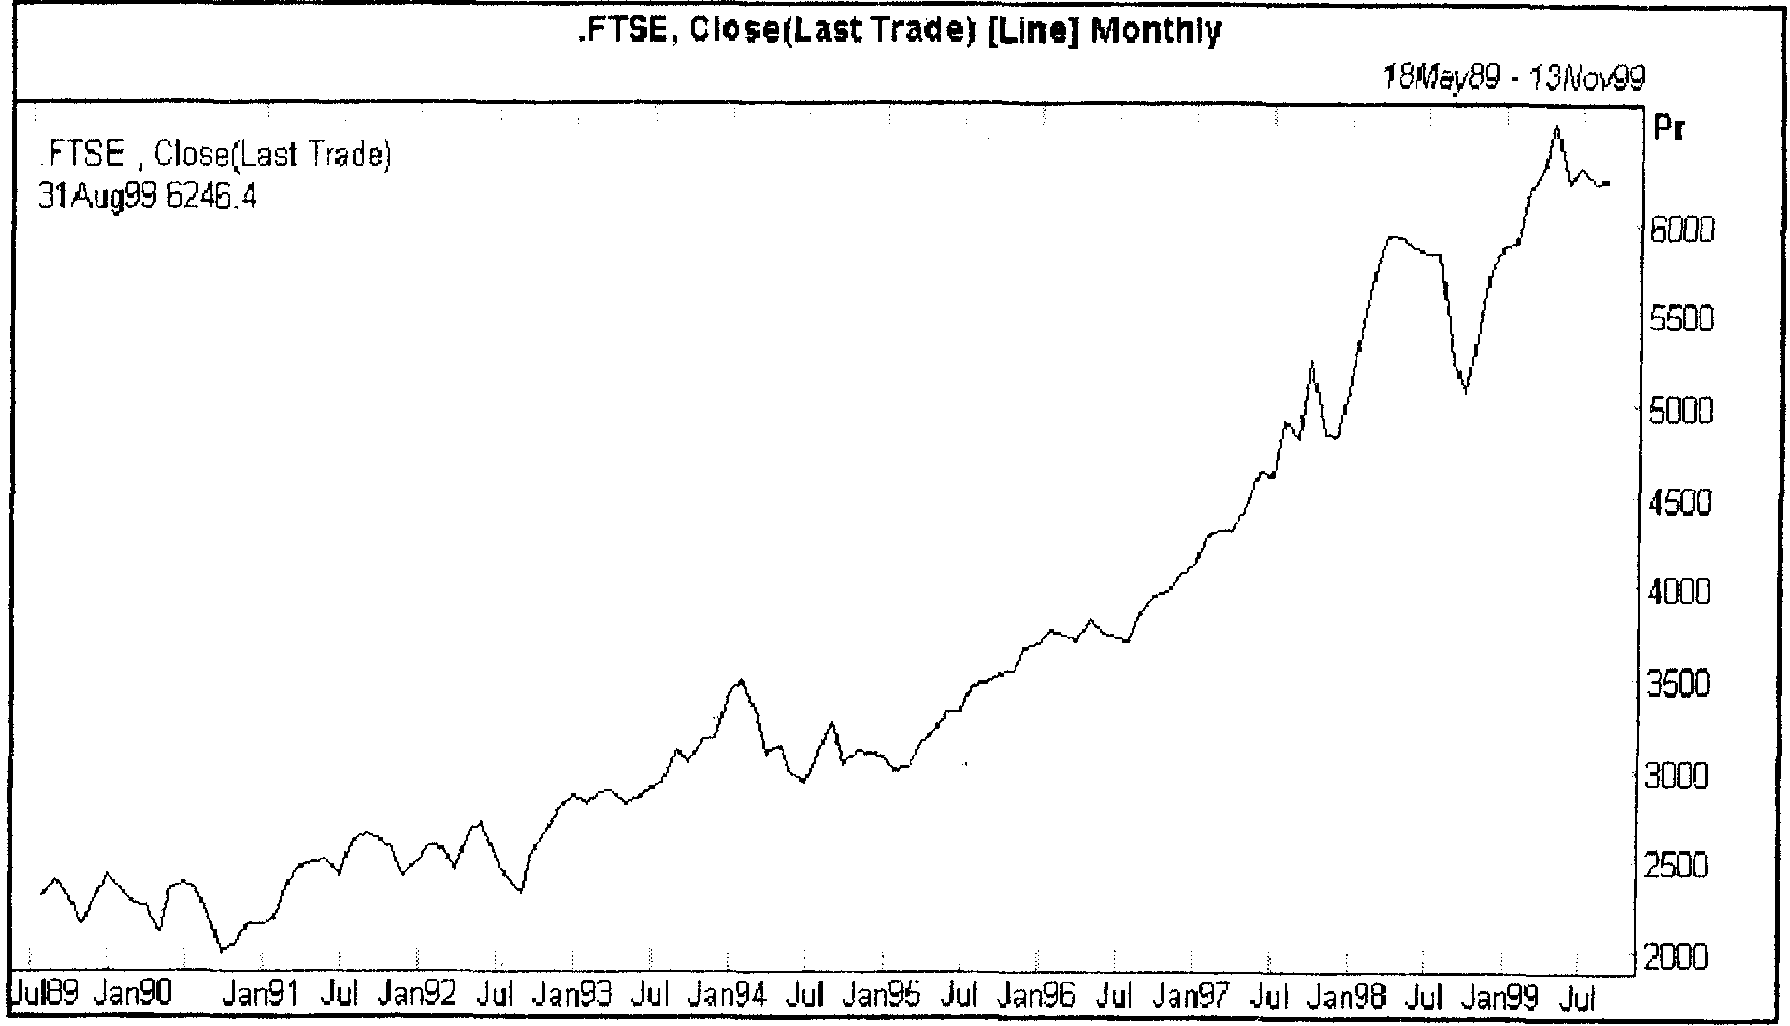 .FTSE, Close(Last Trade) [Line] Monthly
18May89 - 13Nov99
Pr
.FTSE , Close(Last Trade)
31Aug99 6246.4
6000
5500
5000
4500
4000
3500
3000
2500
2000
Jul89 Jan90 Jan91 Jul Jan92 Jul Jan93 Jul Jan94 Jul Jan95 Jul Jan96 Jul Jan97 Jul Jan98 Jul Jan99 Jul